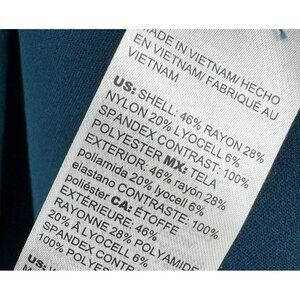 MADE IN VIETNAM/ HECHO
EN VIETNAM/ FABRIQUÉ AU
VIETNAM
US: SHELL: 46% RAYON 28%
NYLON 20% LYOCELL 6%
SPANDEX CONTRAST: 100%
POLYESTER MX: TELA
EXTERIOR: 46% rayón 28%
poliamida 20% lyocell 6%
elastano CONTRASTE: 100%
poliéster CA: ÉTOFFE
EXTÉRIEURE: 46%
RAYONNE 28% POLYAMIDE
20% À LYOCELL 6%
SPANDEX CONTRAST
100% POLYES
US: